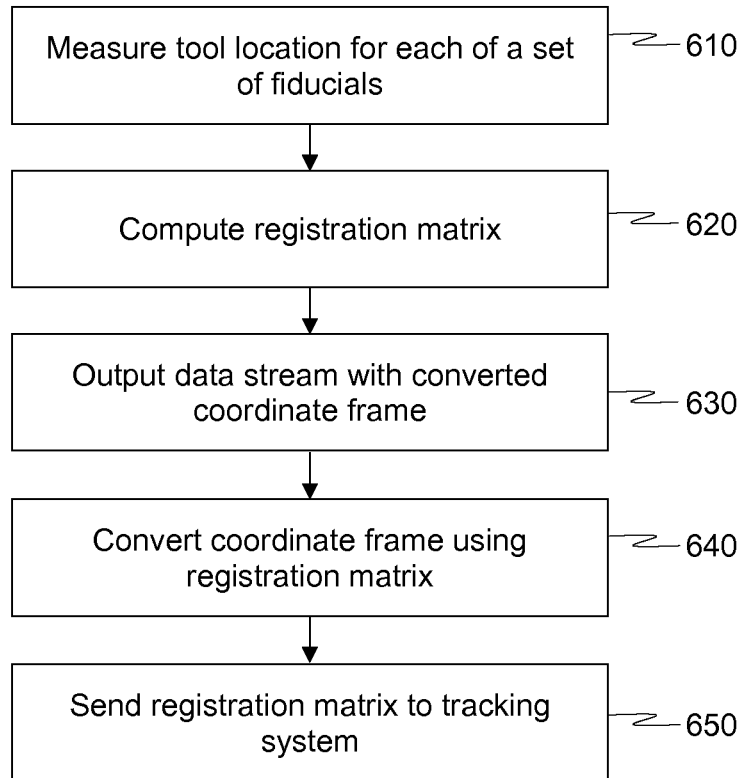 Measure tool location for each of a set
of fiducials
610
Compute registration matrix
620
Output data stream with converted
coordinate frame
630
Convert coordinate frame using
registration matrix
640
Send registration matrix to tracking
system
650